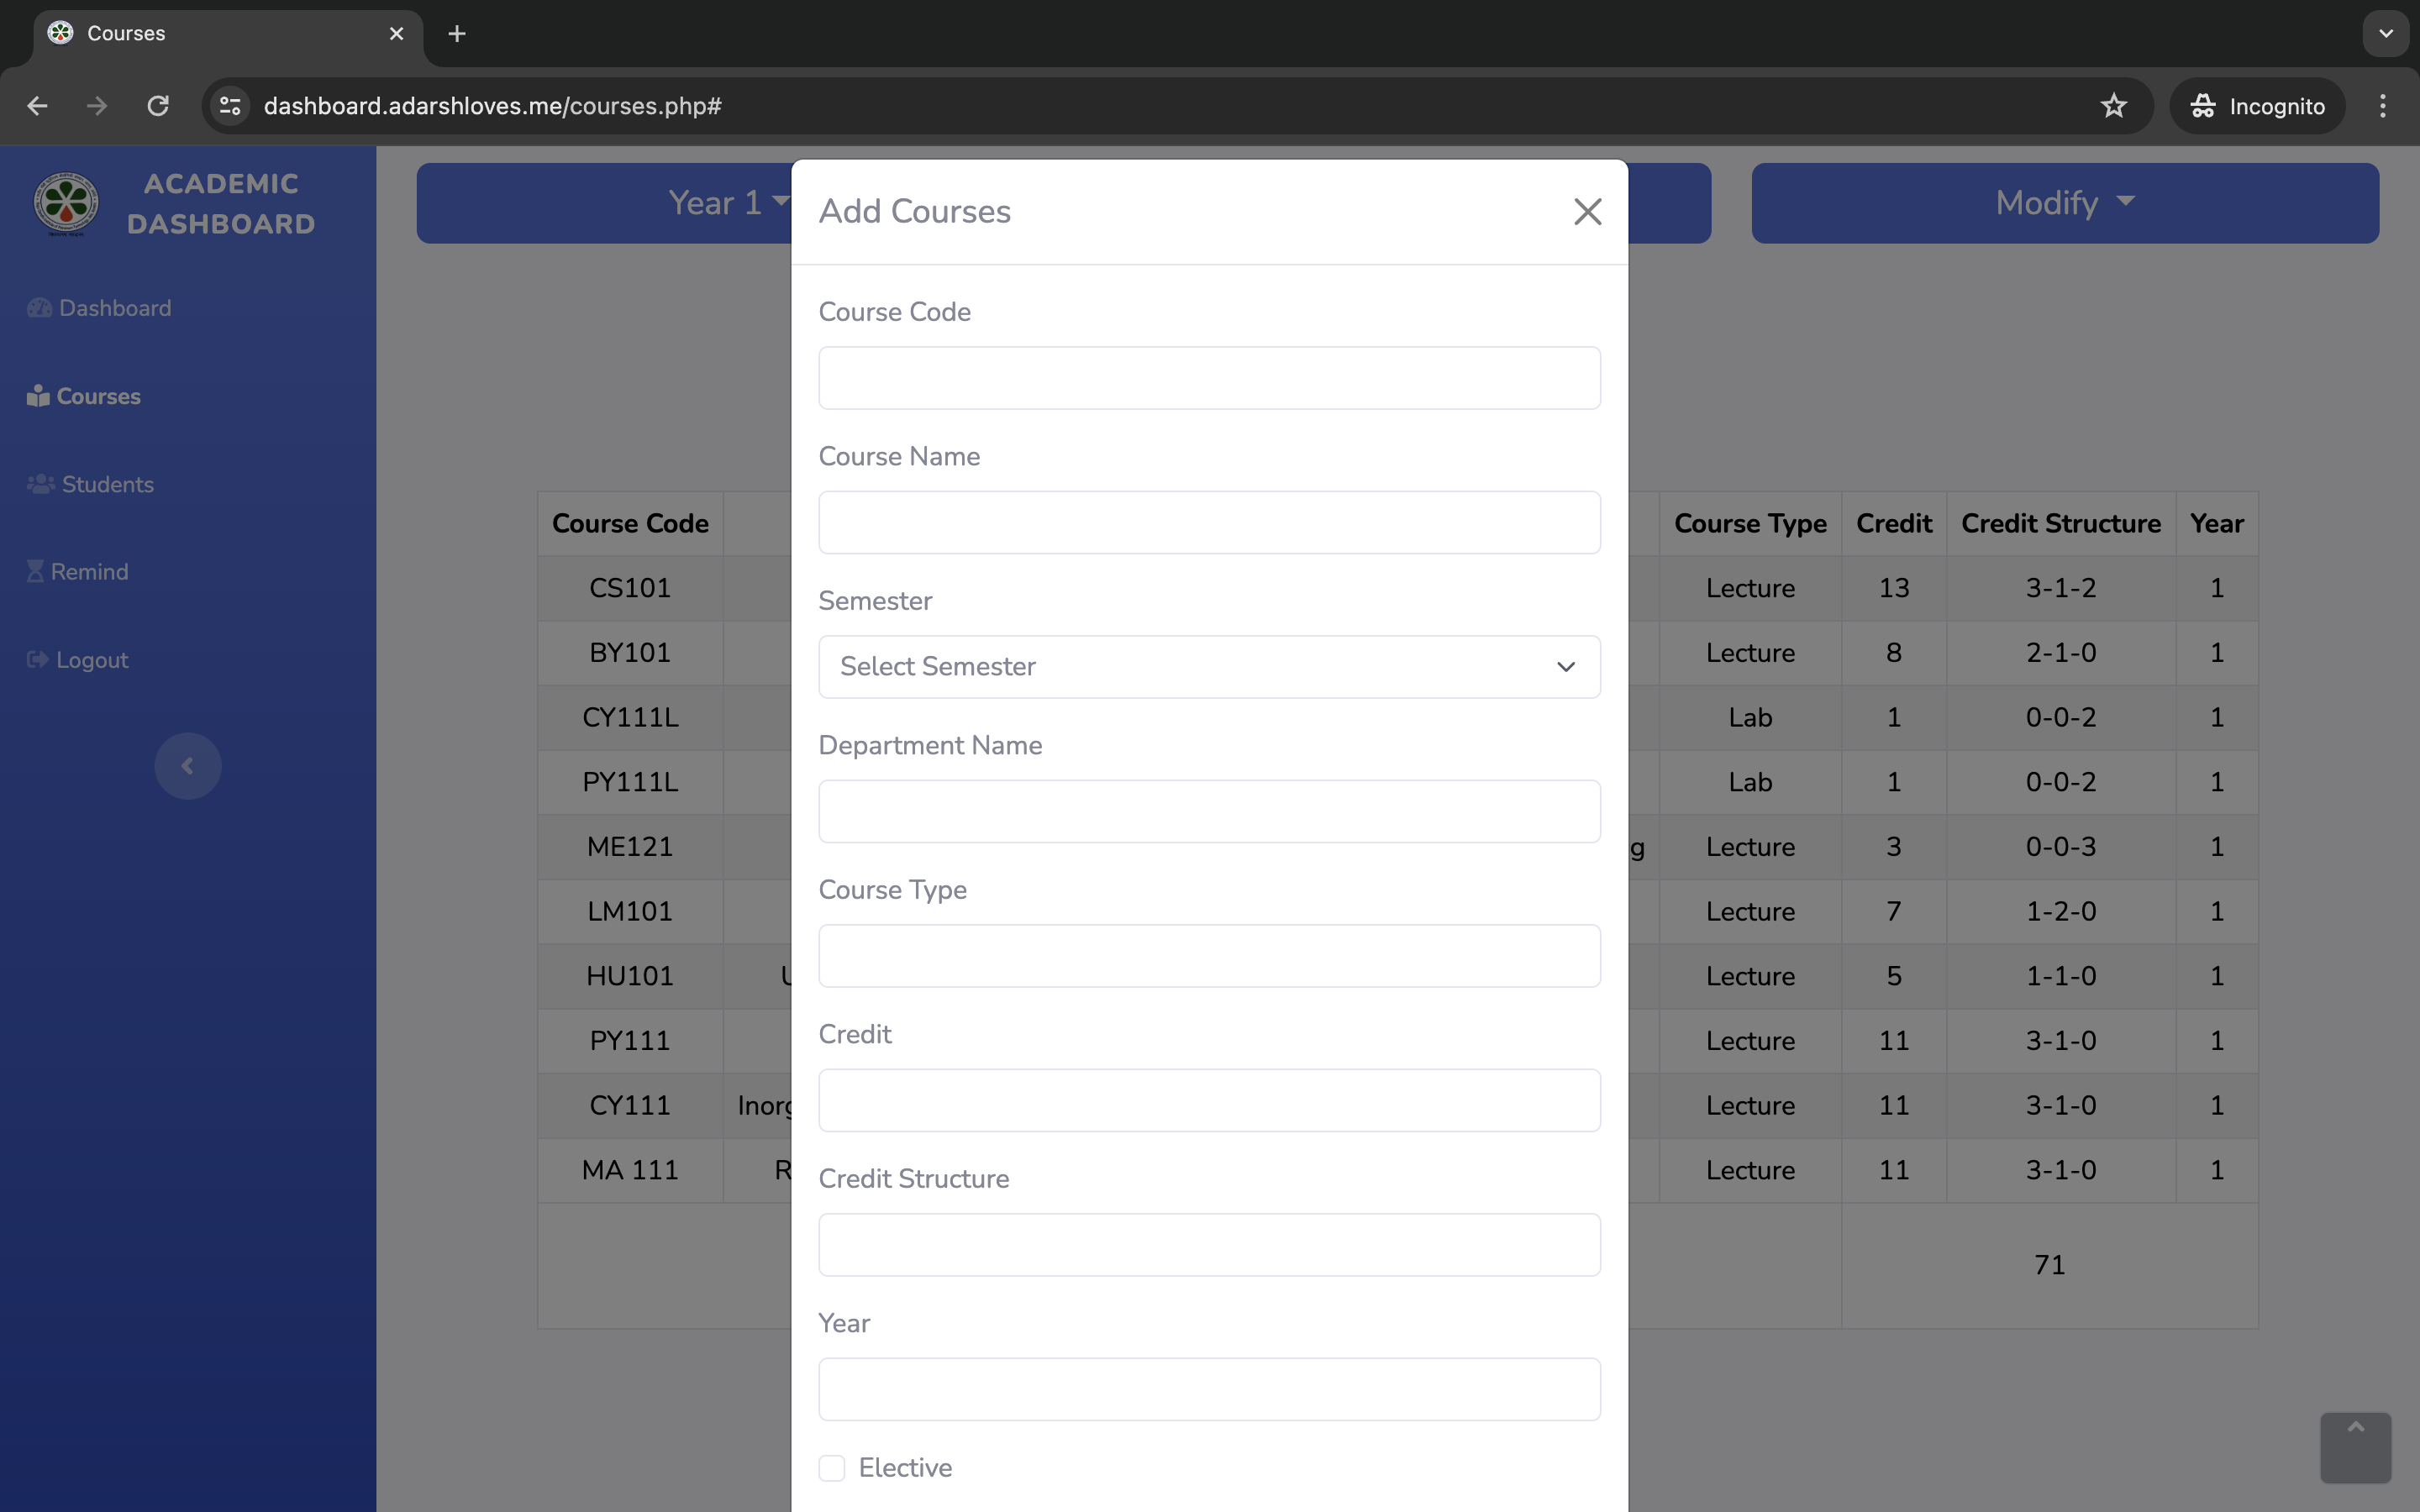 Courses
dashboard.adarshloves.me/courses.php#
Incognito
ACADEMIC
DASHBOARD
Dashboard
Courses
Students
Remind
Logout
Year 1
Modify
Add Courses
Course Code
Course Name
Semester
Select Semester
Department Name
Course Type
Credit
Credit Structure
Year
Elective
Course Code Course Type Credit Credit Structure Year
CS101 Lecture 13 3-1-2 1
BY101 Lecture 8 2-1-0 1
CY111L Lab 1 0-0-2 1
PY111L Lab 1 0-0-2 1
ME121 g Lecture 3 0-0-3 1
LM101 Lecture 7 1-2-0 1
HU101 Lecture 5 1-1-0 1
PY111 Lecture 11 3-1-0 1
CY111 Inorg Lecture 11 3-1-0 1
MA 111 R Lecture 11 3-1-0 1
71